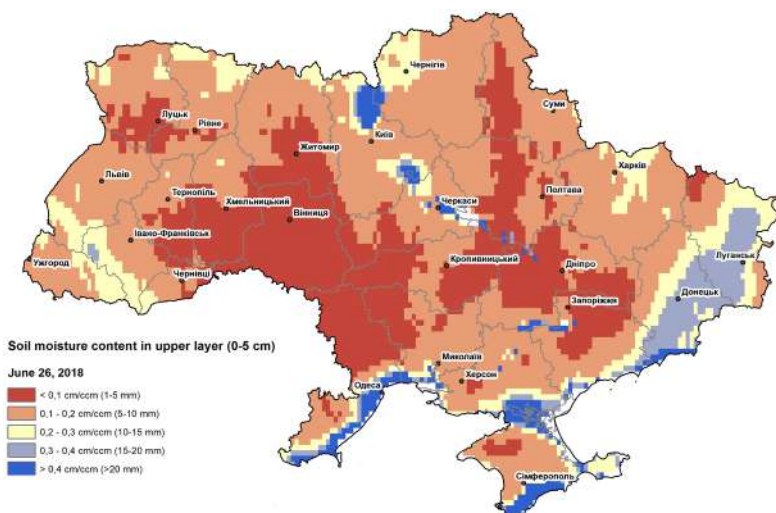 Чернігів
Суми
Луцьк
Рівне
Київ
Житомир
Харків
Львів
Тернопіль
Хмельницький
Полтава
Черкаси
Вінниця
Івано-Франківськ
Луганськ
Ужгород
Кропивницький
Дніпро
Чернівці
Донецьк
Запоріжжя
Soil moisture content in upper layer (0-5 cm)
Миколаїв
June 26, 2018
Херсон
Одеса
< 0,1 cm/ccm (1-5 mm)
0,1 - 0,2 cm/ccm (5-10 mm)
0,2 - 0,3 cm/ccm (10-15 mm)
0,3 - 0,4 cm/ccm (15-20 mm)
> 0,4 cm/ccm (>20 mm)
Сімферополь